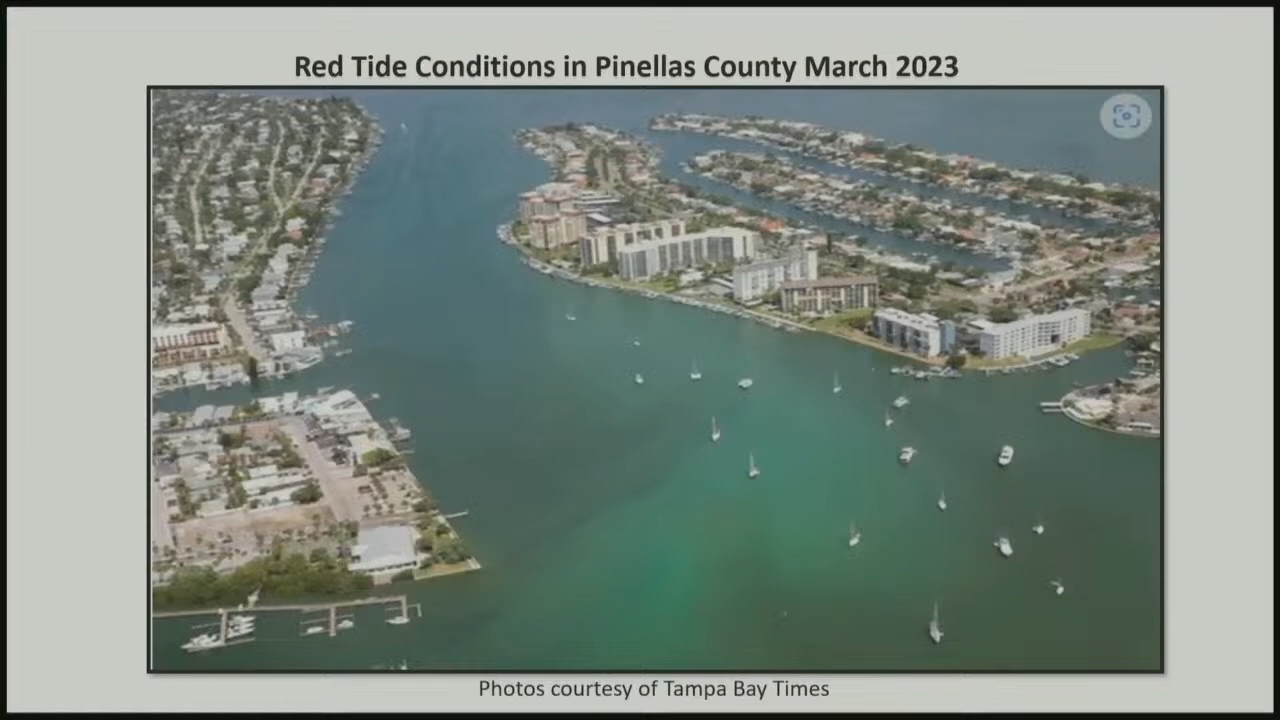 Red Tide Conditions in Pinellas County March 2023
Photos courtesy of Tampa Bay Times